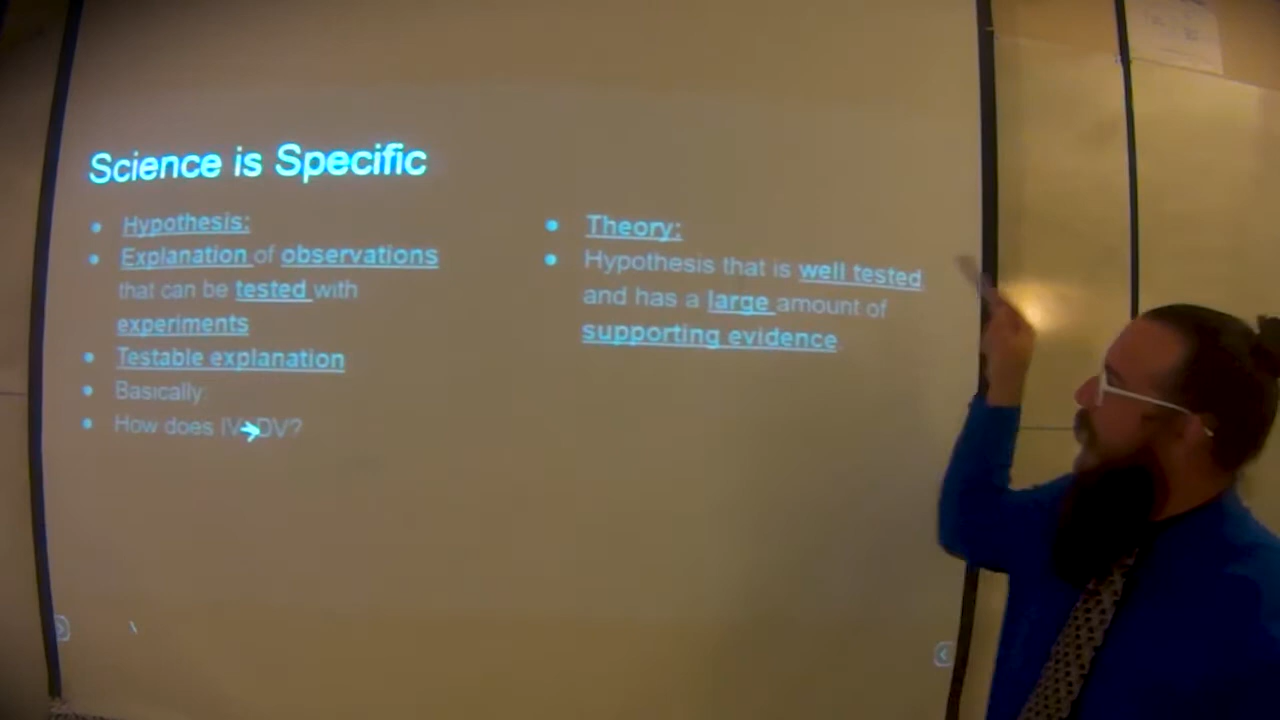 Science is Specific
Hypothesis:
Explanation of observations
that can be tested with
experiments
Testable explanation
Basically
How does IV→DV?
Theory:
Hypothesis that is well tested
and has a large amount of
supporting evidence